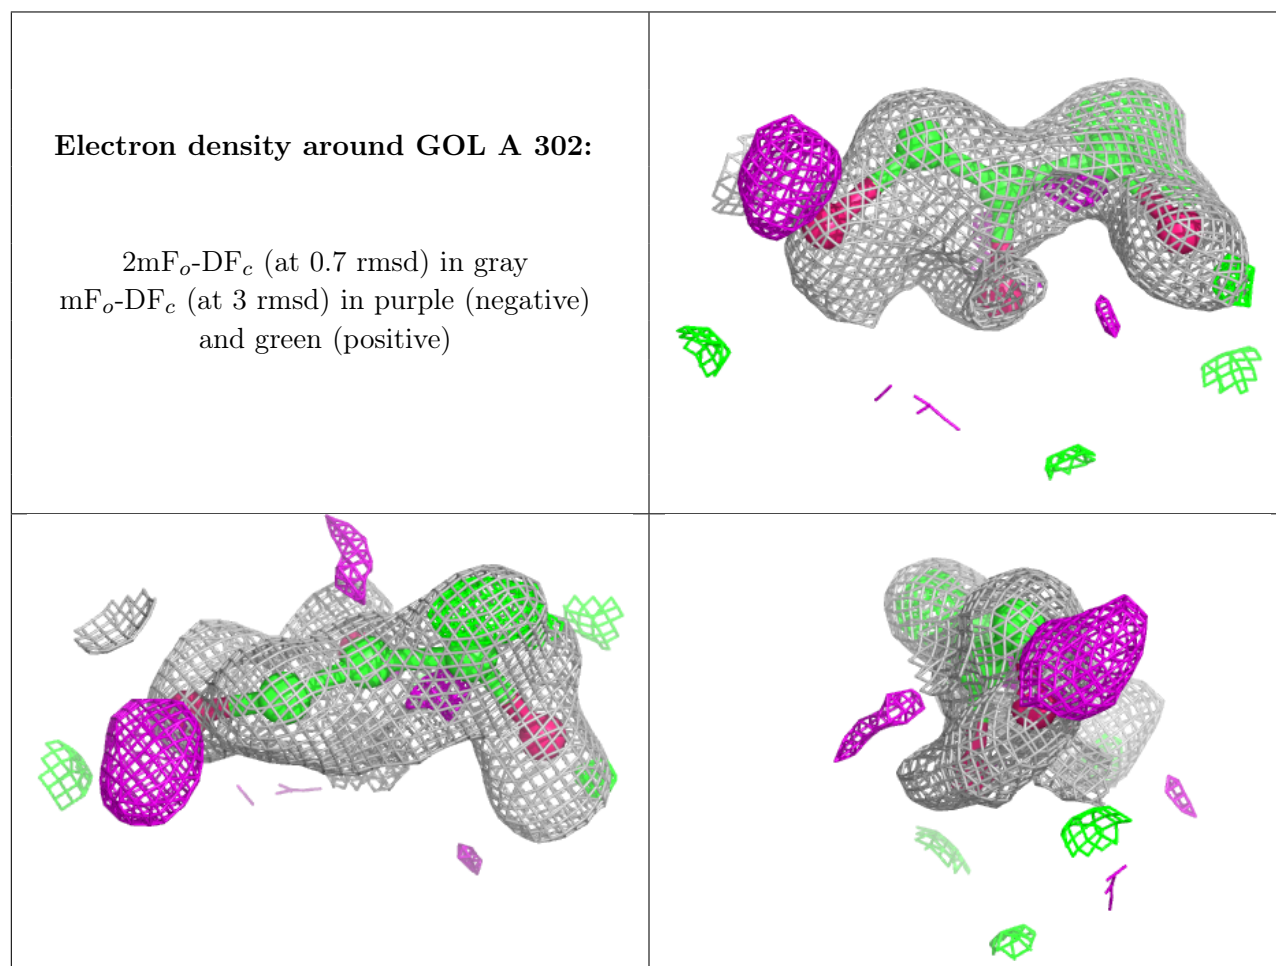 Electron density around GOL A 302:
2mFo-DFc (at 0.7 rmsd) in gray
mFo-DFc (at 3 rmsd) in purple (negative)
and green (positive)